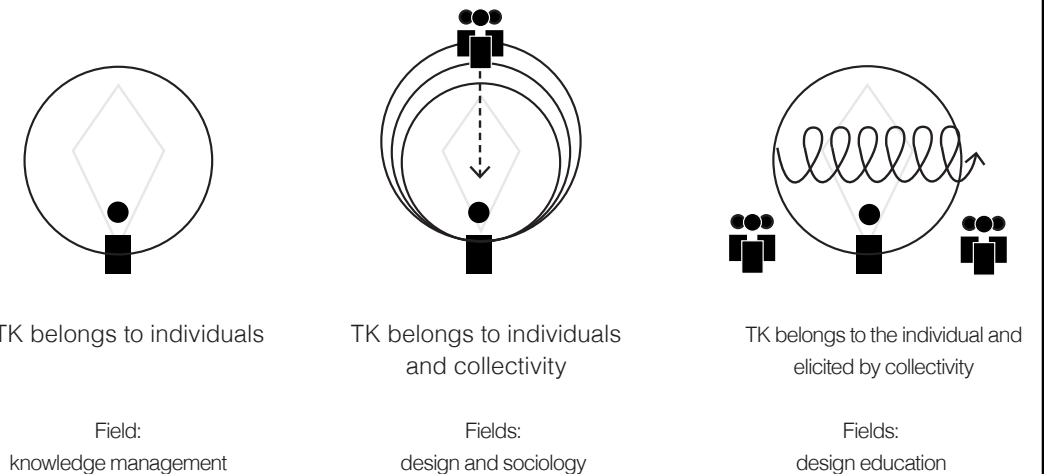 TK belongs to individuals
TK belongs to individuals
and collectivity
TK belongs to the individual and
elicited by collectivity
Field:
knowledge management
Fields:
design and sociology
Fields:
design education